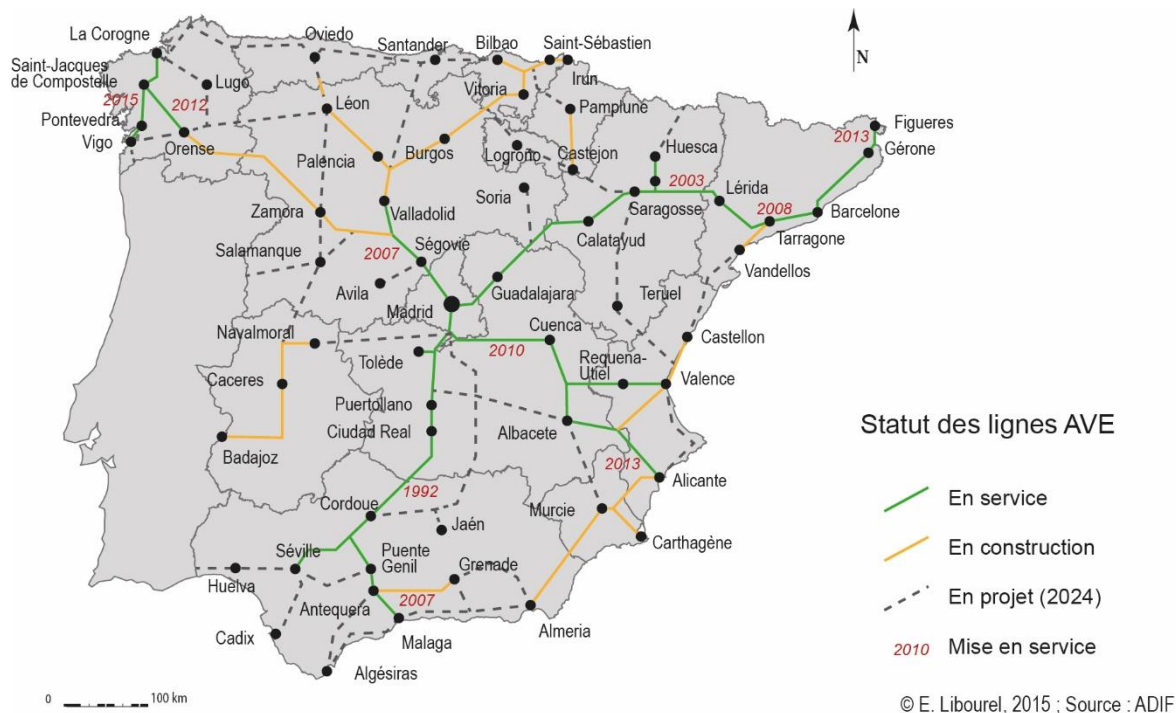 La Corogne
Oviedo
Santander
Bilbao
Saint-Sébastien
N
Saint-Jacques
de Compostelle
Lugo
Irun
Vitoria
2015
2012
Léon
Pamplune
Pontevedra
Figueres
2013
Vigo
Orense
Palencia
Burgos
Logrono
Castejon
Huesca
Gérone
2003
Lérida
Soria
Zamora
Valladolid
Saragosse
2008
Barcelone
Salamanque
Calatayud
Tarragone
2007
Ségovie
Vandellos
Avila
Guadalajara
Teruel
Madrid
Navalmoral
Cuenca
Castellon
Tolède
2010
Requena-
Utiel
Valence
Caceres
Puertollano
Ciudad Real
Albacete
Statut des lignes AVE
Badajoz
2013
Alicante
1992
En service
Cordoue
Murcie
Jaén
Carthagène
En construction
Séville
Puente
Genil
Grenade
Huelva
En projet (2024)
Antequera
2007
Almeria
Cadix
Malaga
2010
Mise en service
Algésiras
0 100 km
© E. Libourel, 2015 ; Source : ADIF